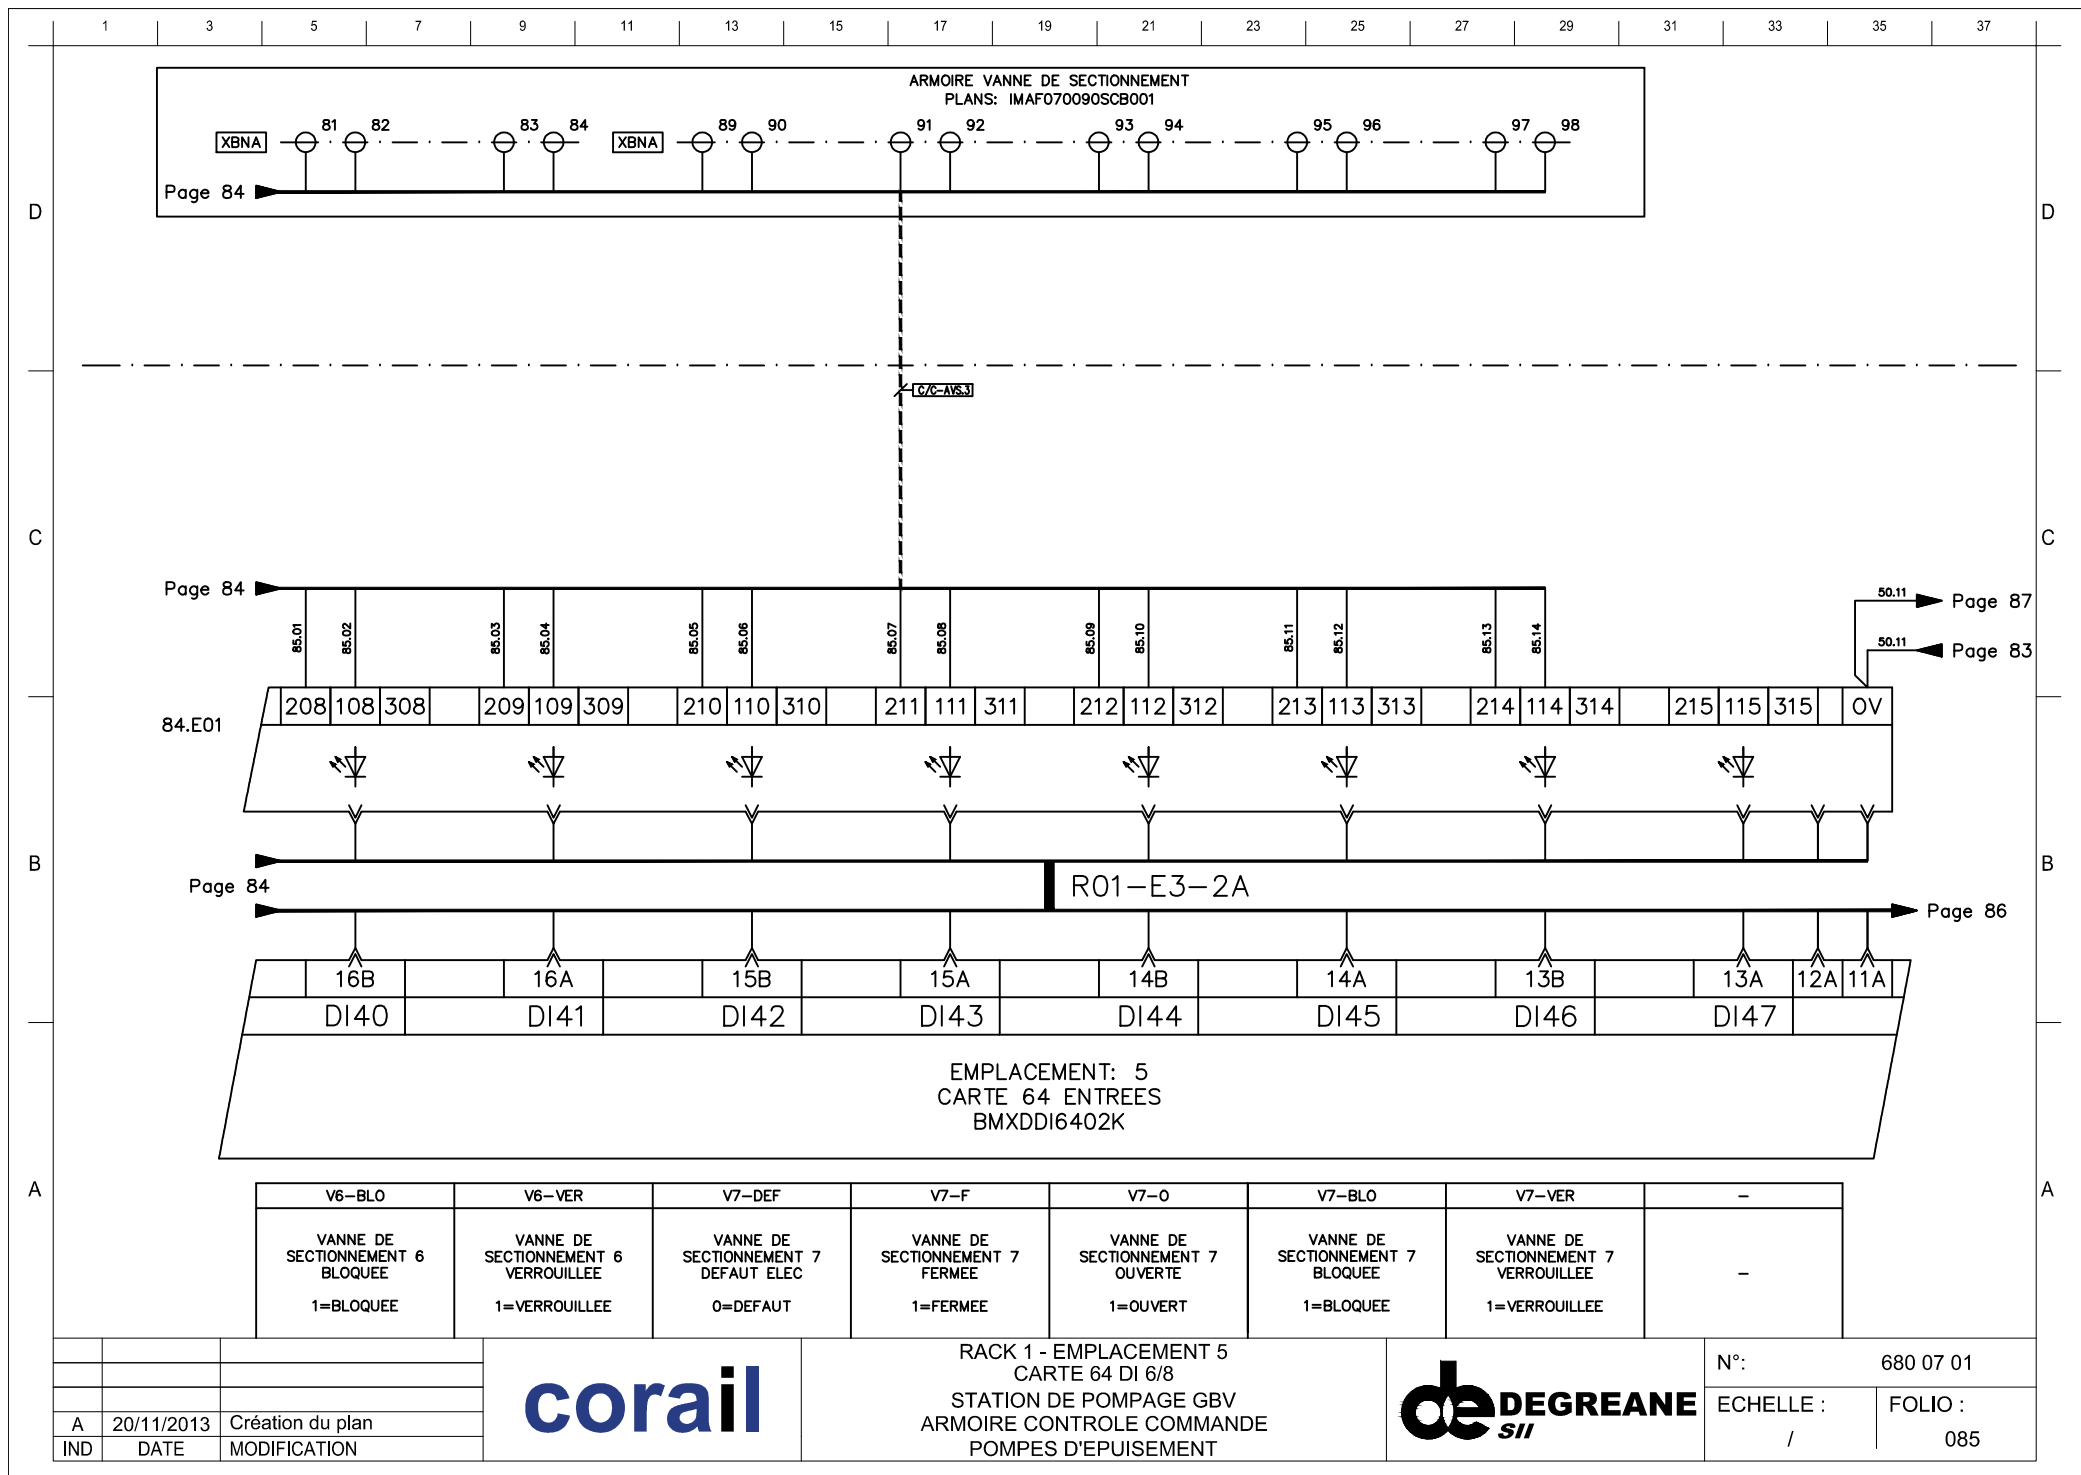 1 3 5 7 9 11 13 15 17 19 21 23 25 27 29 31 33 35 37
ARMOIRE VANNE DE SECTIONNEMENT
PLANS: IMAF070090SCB001
XBNA 81 82 83 84 XBNA 89 90 91 92 93 94 95 96 97 98
Page 84
D D
C/C-AVS.3
C C
Page 84
50.11 Page 87
85.01 85.02 85.03 85.04 85.05 85.06 85.07 85.08 85.09 85.10 85.11 85.12 85.13 85.14
50.11 Page 83
84.E01
208 108 308 209 109 309 210 110 310 211 111 311 212 112 312 213 113 313 214 114 314 215 115 315 0V
B B
Page 84
R01-E3-2A
Page 86
16B 16A 15B 15A 14B 14A 13B 13A 12A 11A
DI40 DI41 DI42 DI43 DI44 DI45 DI46 DI47
EMPLACEMENT: 5
CARTE 64 ENTREES
BMXDDI6402K
A A
V6-BLO V6-VER V7-DEF V7-F V7-O V7-BLO V7-VER -
VANNE DE
SECTIONNEMENT 6
BLOQUEE
1=BLOQUEE
VANNE DE
SECTIONNEMENT 6
VERROUILLEE
1=VERROUILLEE
VANNE DE
SECTIONNEMENT 7
DEFAUT ELEC
0=DEFAUT
VANNE DE
SECTIONNEMENT 7
FERMEE
1=FERMEE
VANNE DE
SECTIONNEMENT 7
OUVERTE
1=OUVERT
VANNE DE
SECTIONNEMENT 7
BLOQUEE
1=BLOQUEE
VANNE DE
SECTIONNEMENT 7
VERROUILLEE
1=VERROUILLEE
-
A 20/11/2013 Création du plan
IND DATE MODIFICATION
corail
RACK 1 - EMPLACEMENT 5
CARTE 64 DI 6/8
STATION DE POMPAGE GBV
ARMOIRE CONTROLE COMMANDE
POMPES D'EPUISEMENT
de DEGREANE
SII
N°: 680 07 01
ECHELLE : FOLIO :
/ 085